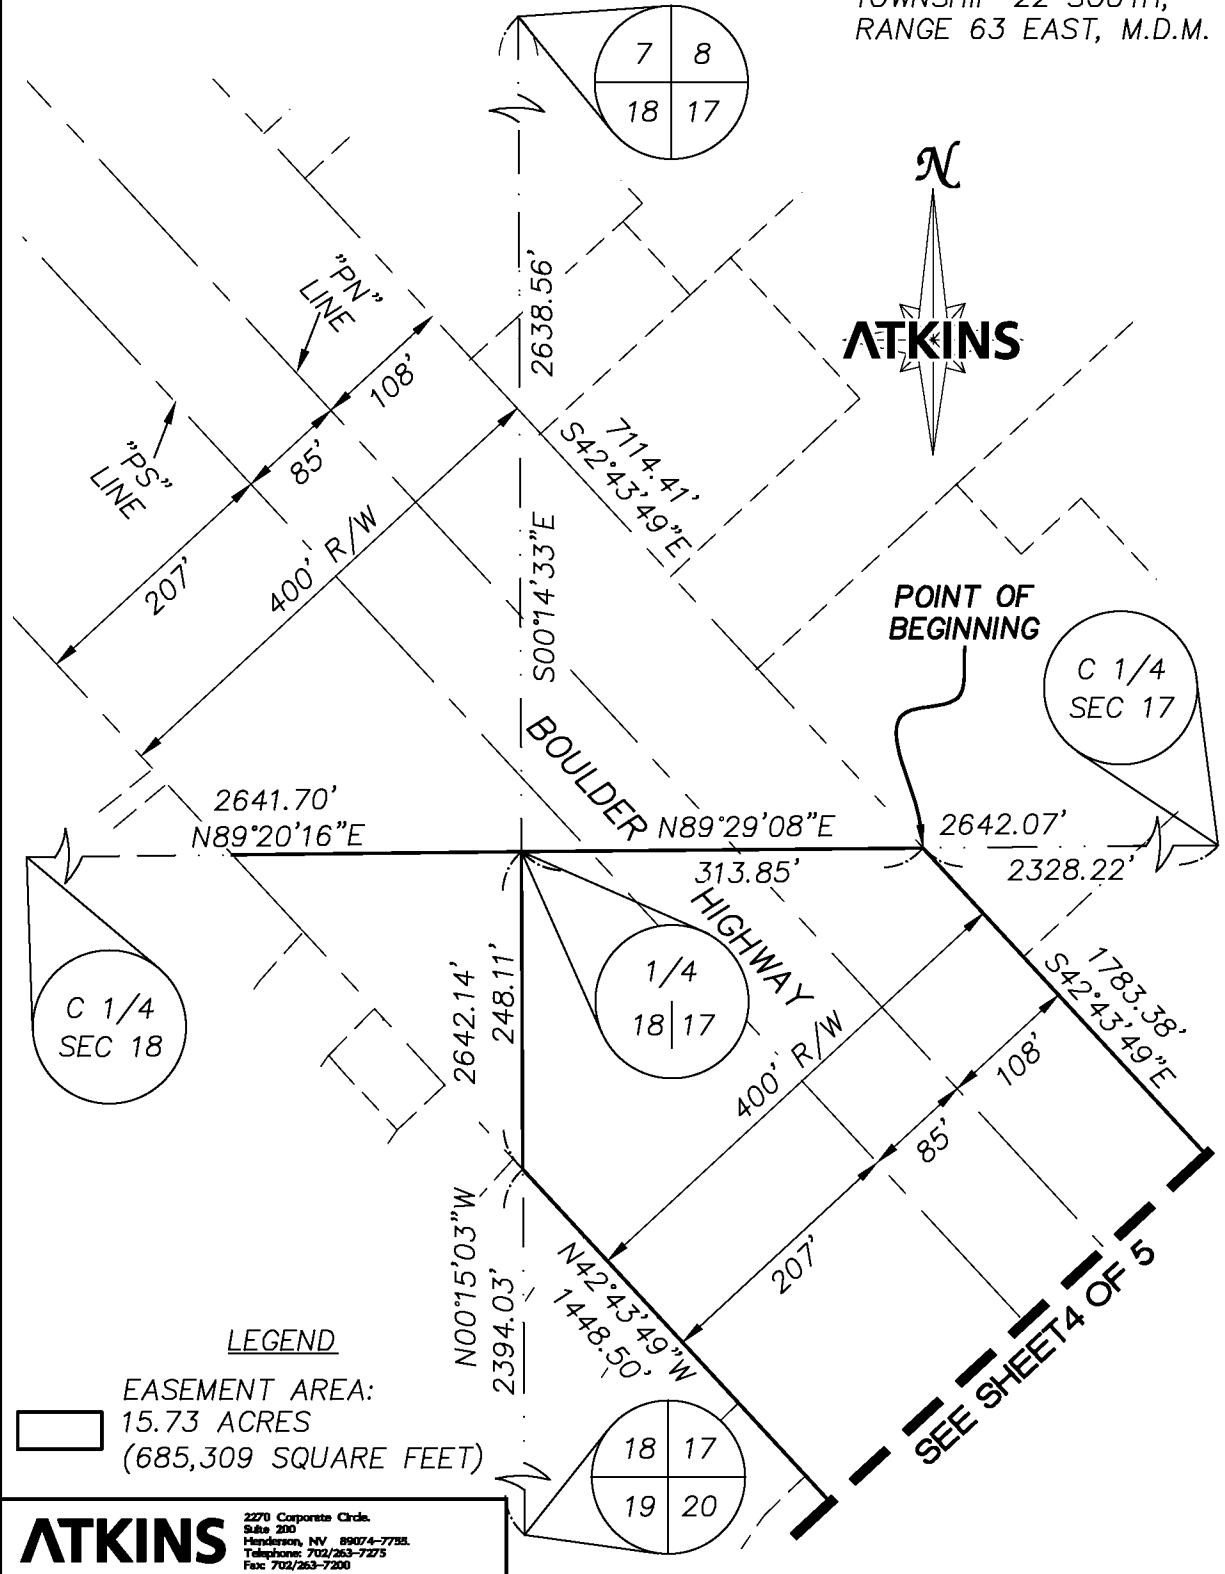 TOWNSHIP 22 SOUTH,
RANGE 63 EAST, M.D.M.
7 8
18 17
N
ATKINS
"PN"
LINE
"PS"
LINE
2638.56'
108'
85'
207'
400' R/W
7114.41'
S42°43'49"E
S00°14'33"E
POINT OF
BEGINNING
C 1/4
SEC 17
BOULDER
HIGHWAY
2641.70'
N89°20'16"E
N89°29'08"E
313.85'
2642.07'
2328.22'
C 1/4
SEC 18
1/4
18 17
2642.14'
248.11'
1783.38'
S42°43'49"E
400' R/W
108'
85'
207'
N00°15'03"W
2394.03'
N42°43'49"W
1448.50'
SEE SHEET 4 OF 5
18 17
19 20
LEGEND
EASEMENT AREA:
15.73 ACRES
(685,309 SQUARE FEET)
ATKINS
2270 Corporate Circle.
Suite 200
Henderson, NV 89074-7755.
Telephone: 702/263-7275
Fax: 702/263-7200